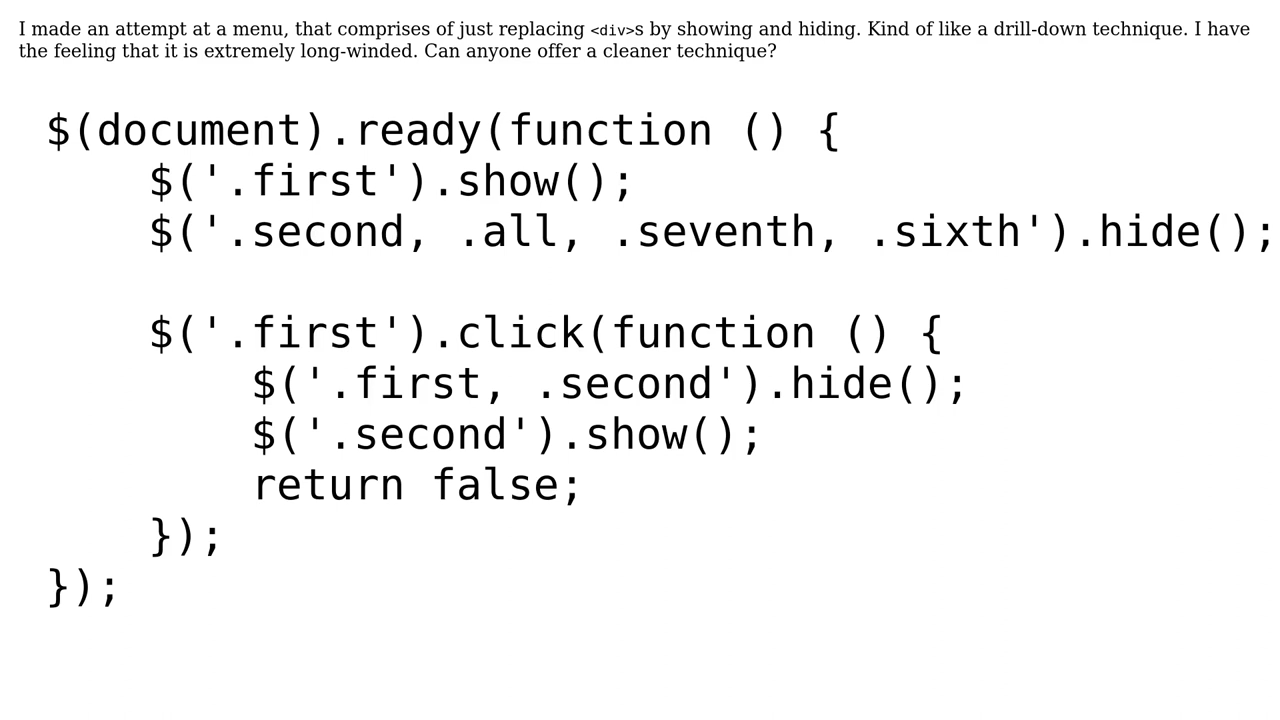 I made an attempt at a menu, that comprises of just replacing <div>s by showing and hiding. Kind of like a drill-down technique. I have
the feeling that it is extremely long-winded. Can anyone offer a cleaner technique?
$(document).ready(function () {
    $('.first').show();
    $('.second, .all, .seventh, .sixth').hide();

    $('.first').click(function () {
        $('.first, .second').hide();
        $('.second').show();
        return false;
    });
});